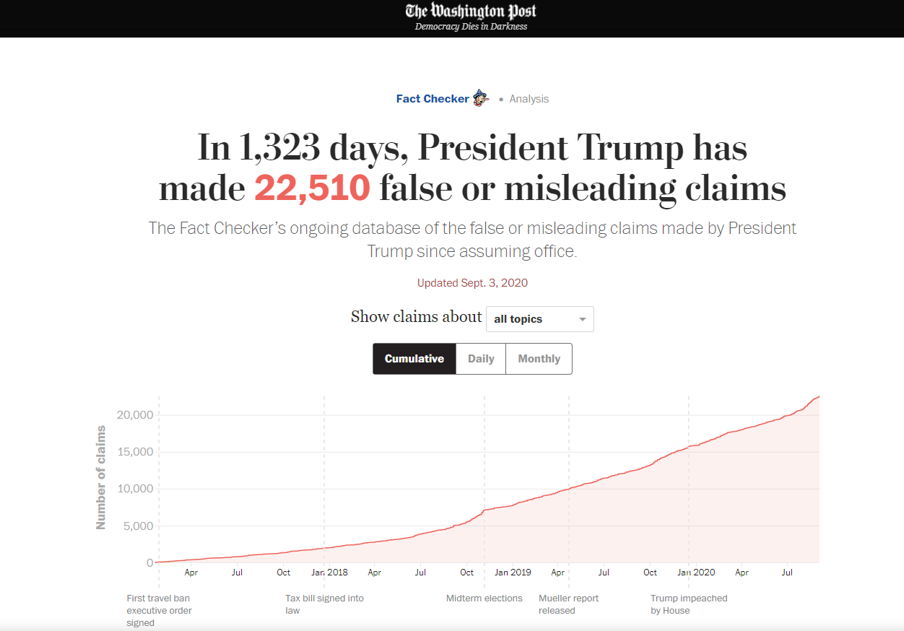 The Washington Post
Democracy Dies in Darkness
Fact Checker • Analysis
In 1,323 days, President Trump has
made 22,510 false or misleading claims
The Fact Checker’s ongoing database of the false or misleading claims made by President
Trump since assuming office.
Updated Sept. 3, 2020
Show claims about all topics
Cumulative Daily Monthly
Number of claims
20,000
15,000
10,000
5,000
0
Apr Jul Oct Jan 2018 Apr Jul Oct Jan 2019 Apr Jul Oct Jan 2020 Apr Jul
First travel ban
executive order
signed
Tax bill signed into
law
Midterm elections
Mueller report
released
Trump impeached
by House